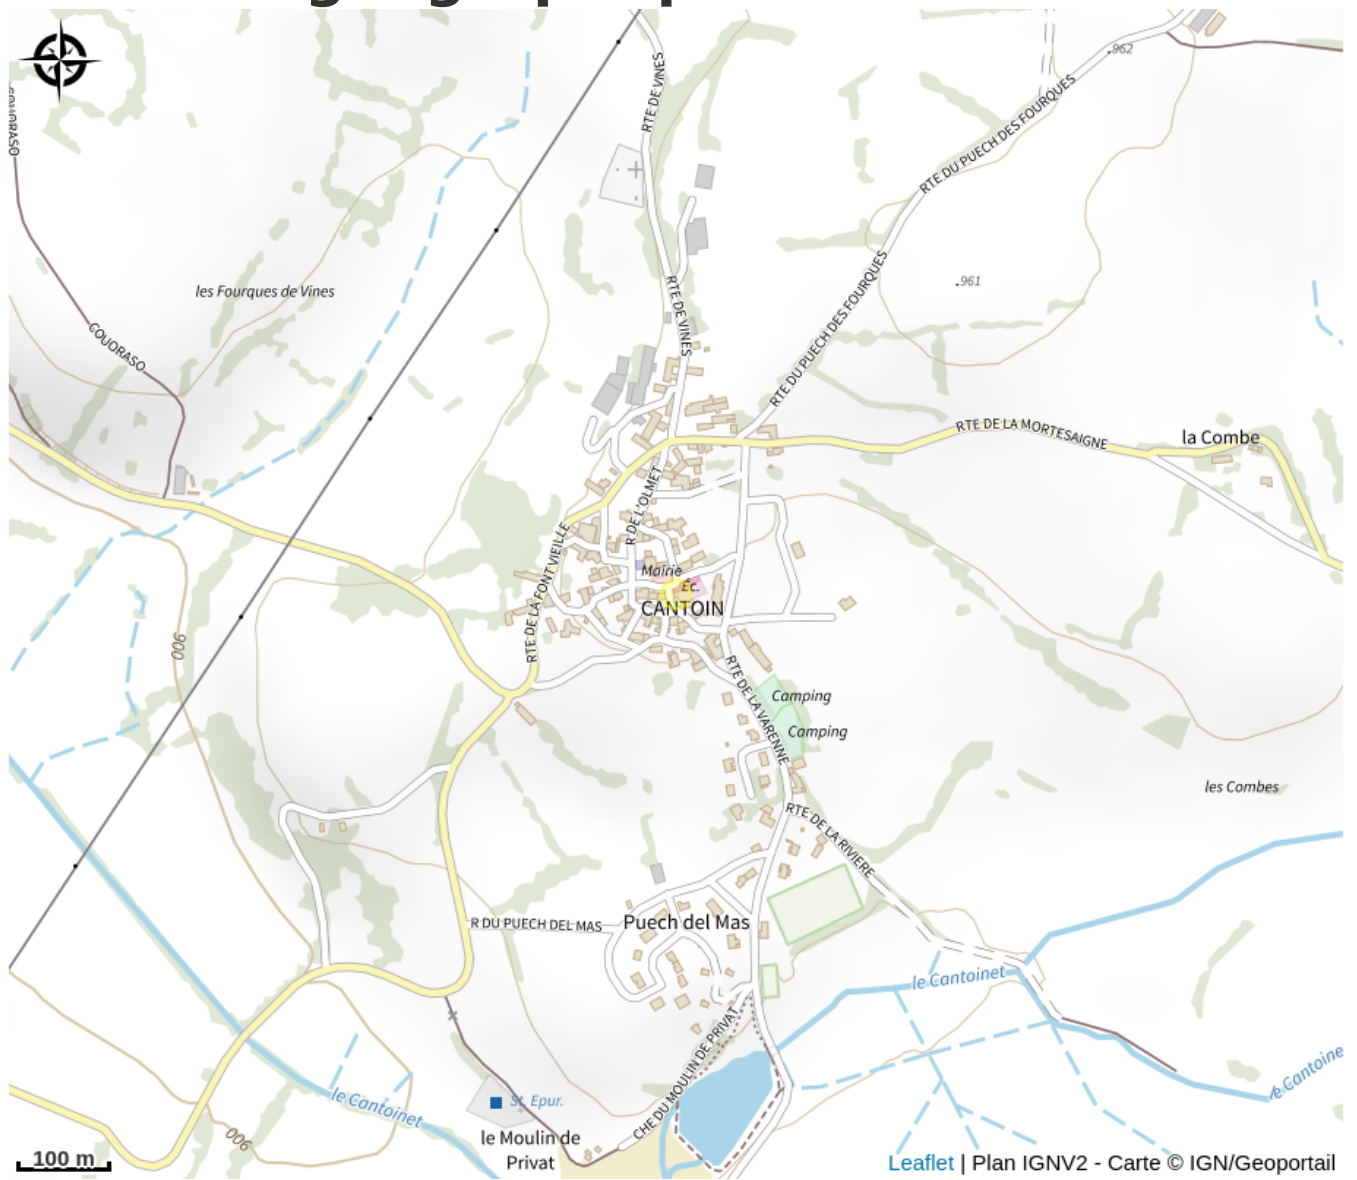 962
RTE DE VINES
RTE DU PUECH DES FOURQUES
COUORASO
961
les Fourques de Vines
RTE DE VINES
RTE DU PUECH DES FOURQUES
COUORASO
RTE DE LA MORTESAIGNE
la Combe
R DE L'OLMET
RTE DE LA FONTVIEILLE
Mairie
Éc.
CANTOIN
900
RTE DE LA VARENNE
Camping
Camping
les Combes
RTE DE LA RIVIERE
R DU PUECH DEL MAS
Puech del Mas
le Cantoinet
CHE DU MOULIN DE PRIVAT
le Cantoine
St. Epur.
le Cantoinet
900
le Moulin de
Privat
100 m
Leaflet | Plan IGNV2 - Carte © IGN/Geoportail